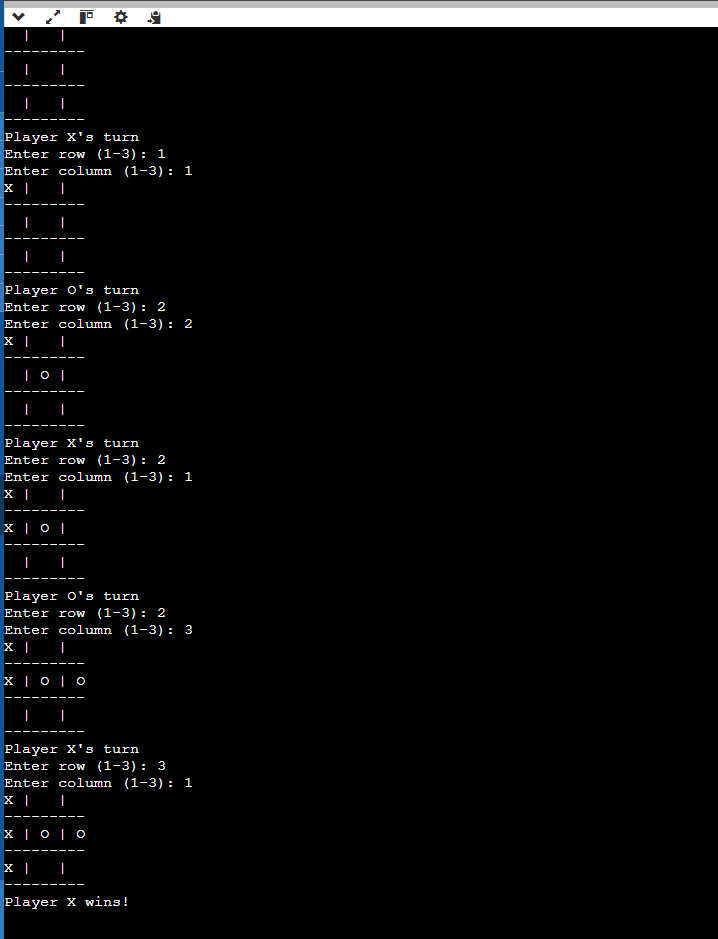 |   |
---------
  |   |
---------
  |   |
---------
Player X's turn
Enter row (1-3): 1
Enter column (1-3): 1
X |   |
---------
  |   |
---------
  |   |
---------
Player O's turn
Enter row (1-3): 2
Enter column (1-3): 2
X |   |
---------
  | O |
---------
  |   |
---------
Player X's turn
Enter row (1-3): 2
Enter column (1-3): 1
X |   |
---------
X | O |
---------
  |   |
---------
Player O's turn
Enter row (1-3): 2
Enter column (1-3): 3
X |   |
---------
X | O | O
---------
  |   |
---------
Player X's turn
Enter row (1-3): 3
Enter column (1-3): 1
X |   |
---------
X | O | O
---------
X |   |
---------
Player X wins!